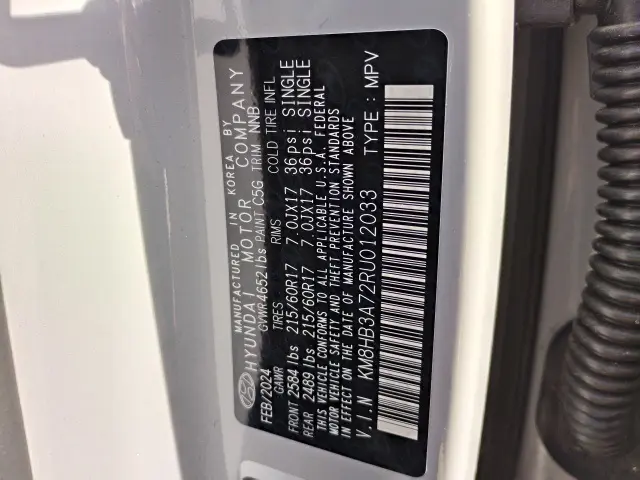 MANUFACTURED IN KOREA BY
HYUNDAI MOTOR COMPANY
FEB/2024 GVWR 4652lbs PAINT C5G TRIM NNB
GAWR TIRES RIMS COLD TIRE INFL
FRONT 2584 lbs 215/60R17 7.0JX17 36psi SINGLE
REAR 2489 lbs 215/60R17 7.0JX17 36psi SINGLE
THIS VEHICLE CONFORMS TO ALL APPLICABLE U.S.A. FEDERAL
MOTOR VEHICLE SAFETY AND THEFT PREVENTION STANDARDS
IN EFFECT ON THE DATE OF MANUFACTURE SHOWN ABOVE
V.I.N KM8HB3A72RU012033 TYPE : MPV